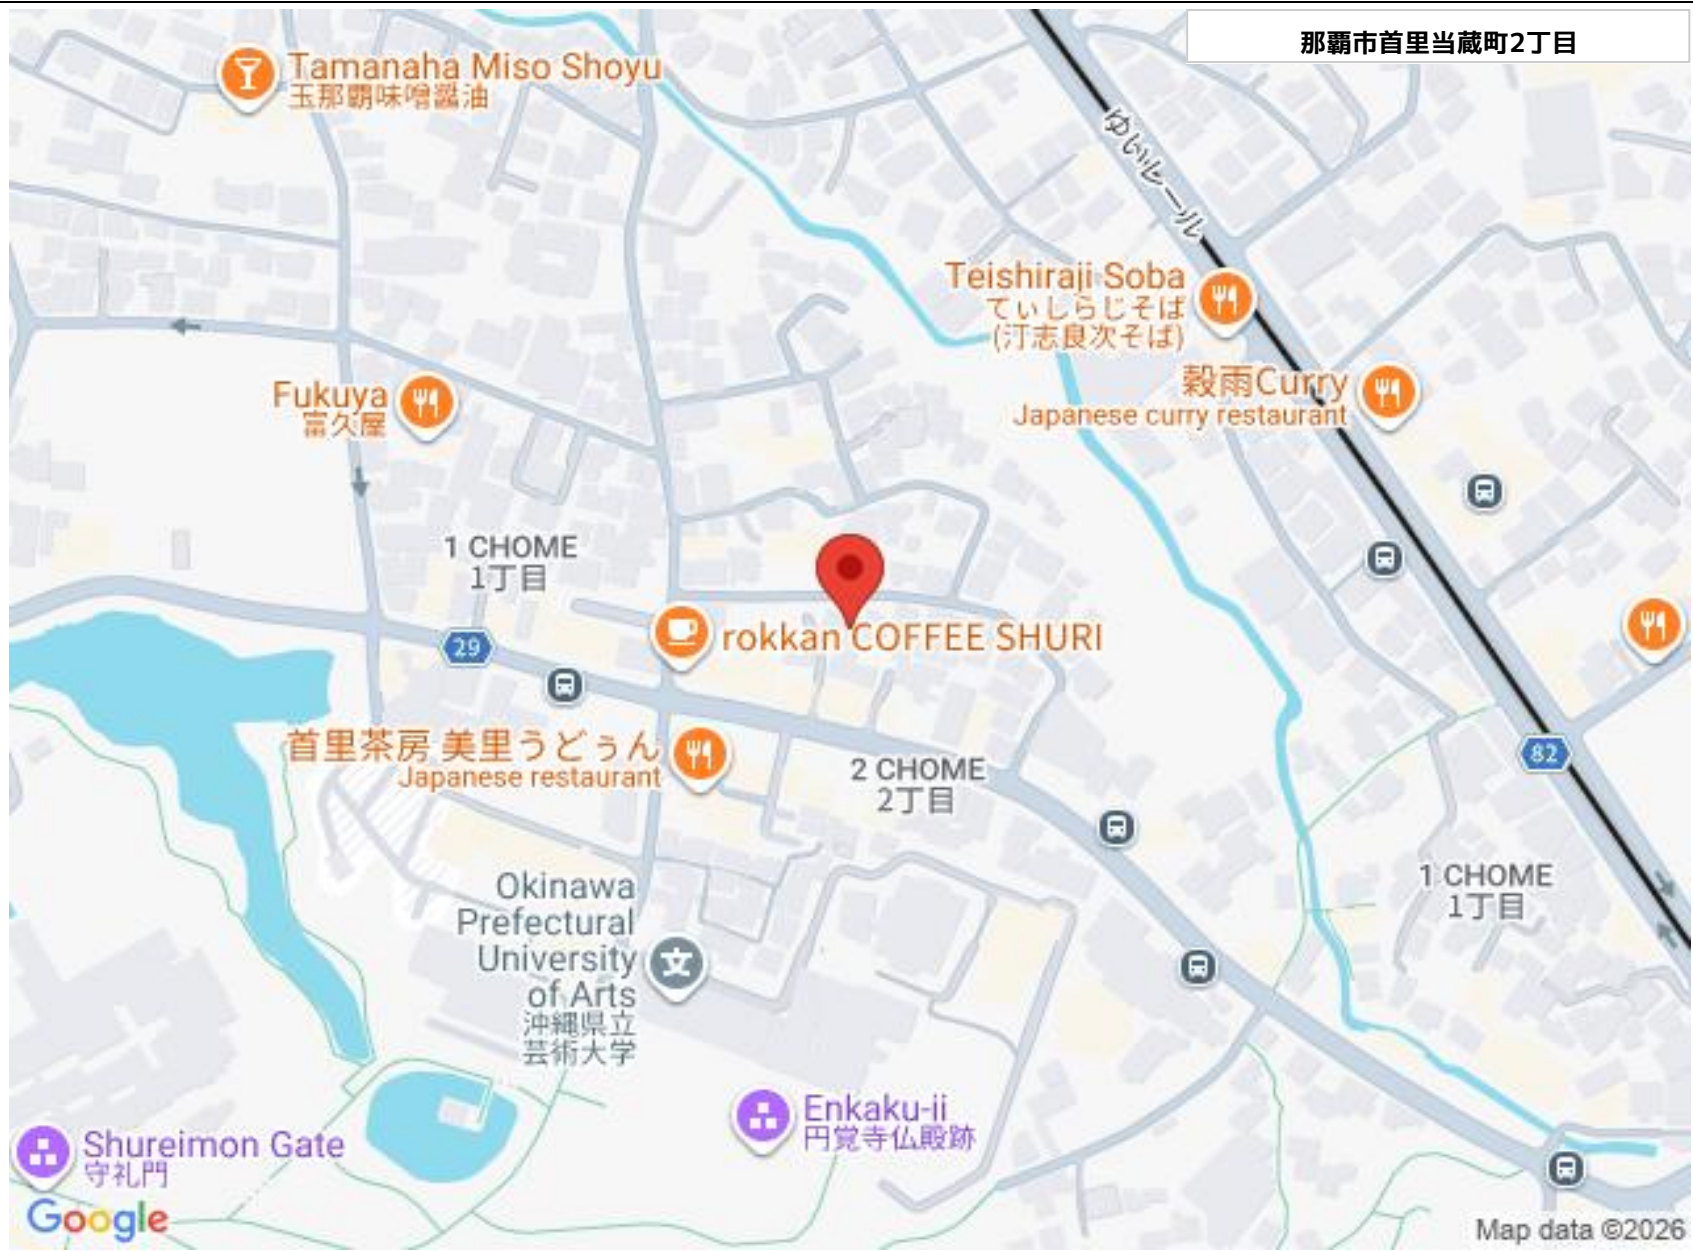 那覇市首里当蔵町2丁目
Tamanaha Miso Shoyu
玉那覇味噌醤油
ゆいレール
Teishiraji Soba
てぃしらじそば
(汀志良次そば)
Fukuya
富久屋
穀雨Curry
Japanese curry restaurant
1 CHOME
1丁目
29
rokkan COFFEE SHURI
首里茶房 美里うどぅん
Japanese restaurant
2 CHOME
2丁目
82
1 CHOME
1丁目
Okinawa
Prefectural
University
of Arts
沖縄県立
芸術大学
文
Enkaku-ji
円覚寺仏殿跡
Shureimon Gate
守礼門
Google
Map data ©2026